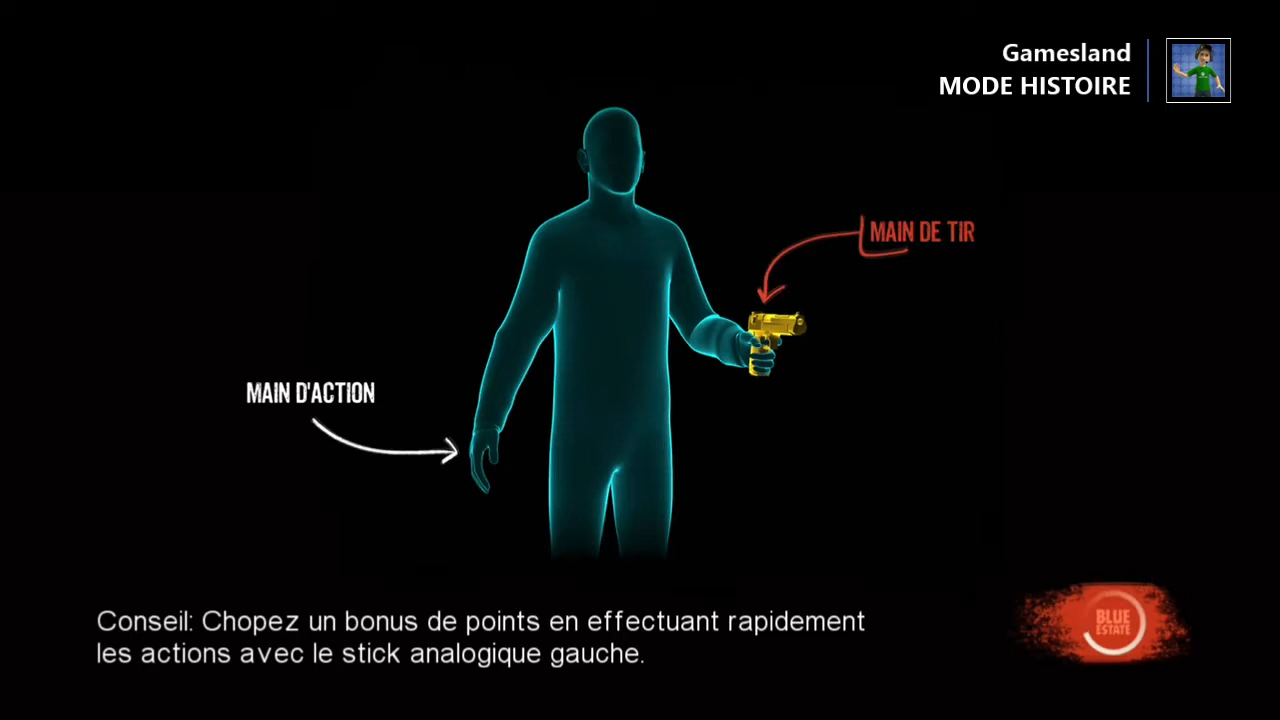 Gamesland
MODE HISTOIRE
MAIN DE TIR
MAIN D'ACTION
Conseil: Chopez un bonus de points en effectuant rapidement
les actions avec le stick analogique gauche.
BLUE
ESTATE